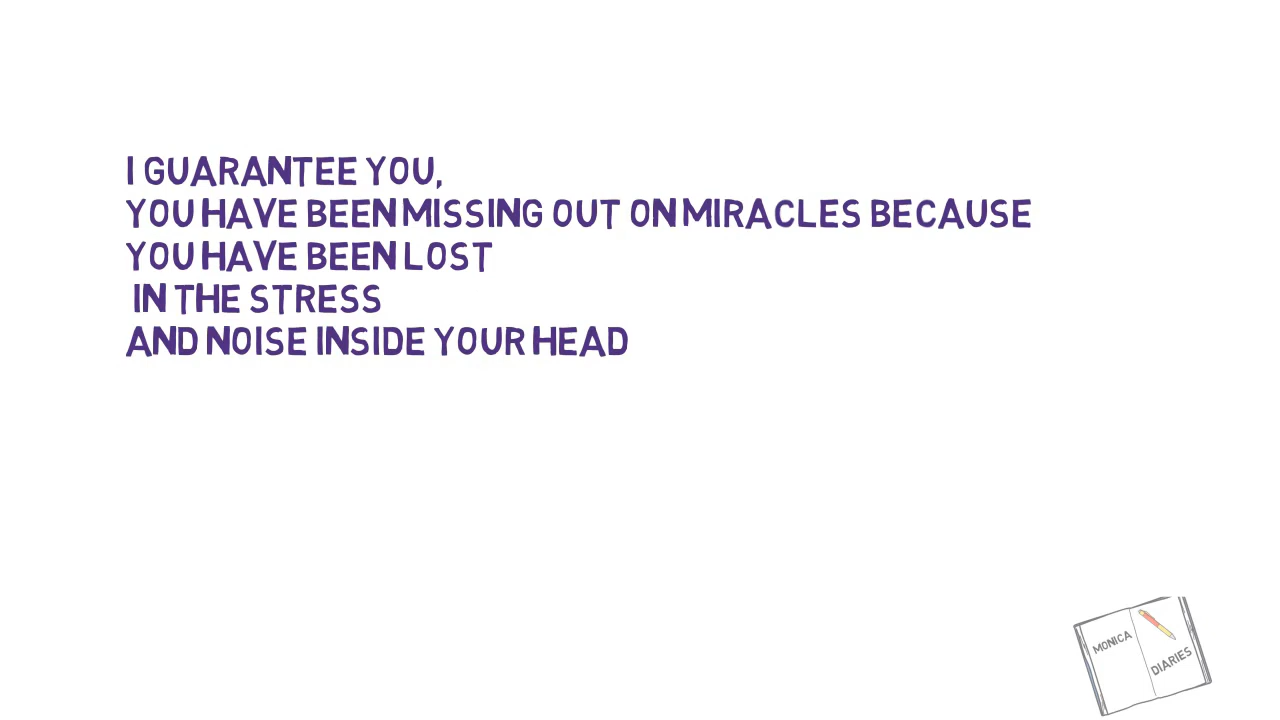 I GUARANTEE YOU,
YOU HAVE BEEN MISSING OUT ON MIRACLES BECAUSE
YOU HAVE BEEN LOST
IN THE STRESS
AND NOISE INSIDE YOUR HEAD
MONICA
DIARIES